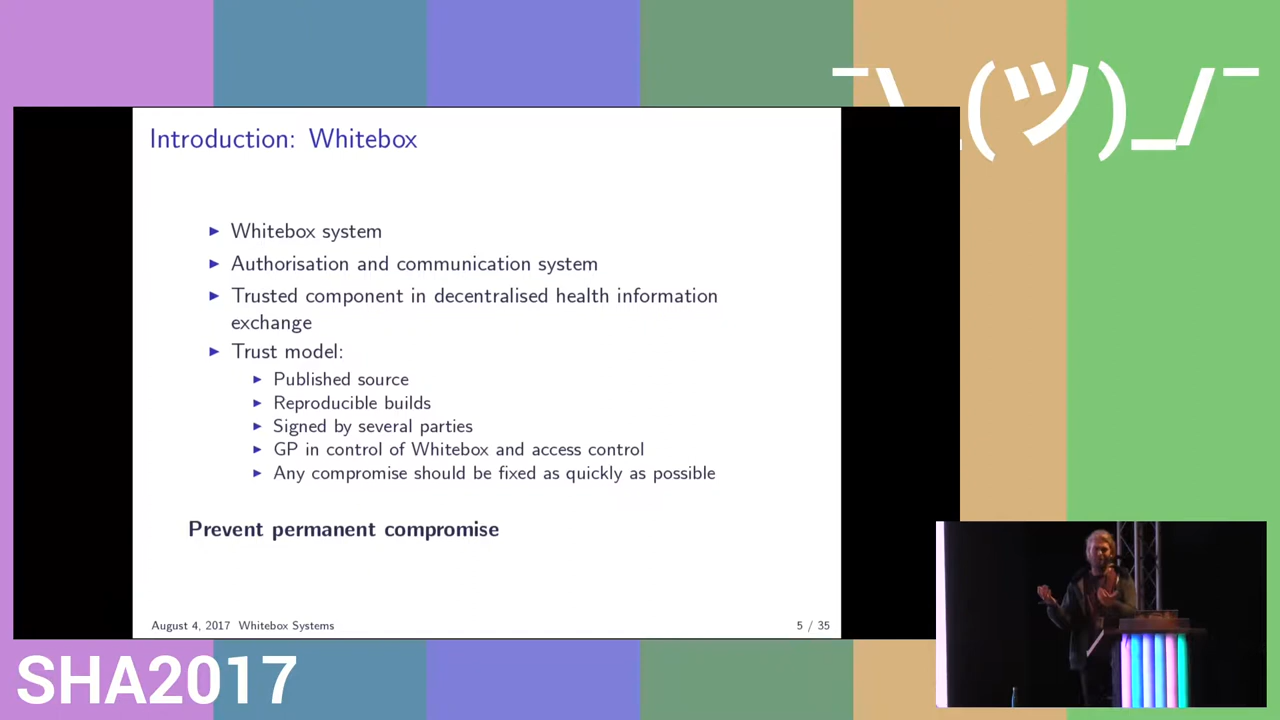 ¯\_(ツ)_/¯
Introduction: Whitebox
Whitebox system
Authorisation and communication system
Trusted component in decentralised health information
exchange
Trust model:
Published source
Reproducible builds
Signed by several parties
GP in control of Whitebox and access control
Any compromise should be fixed as quickly as possible
Prevent permanent compromise
August 4, 2017 Whitebox Systems
5 / 35
SHA2017